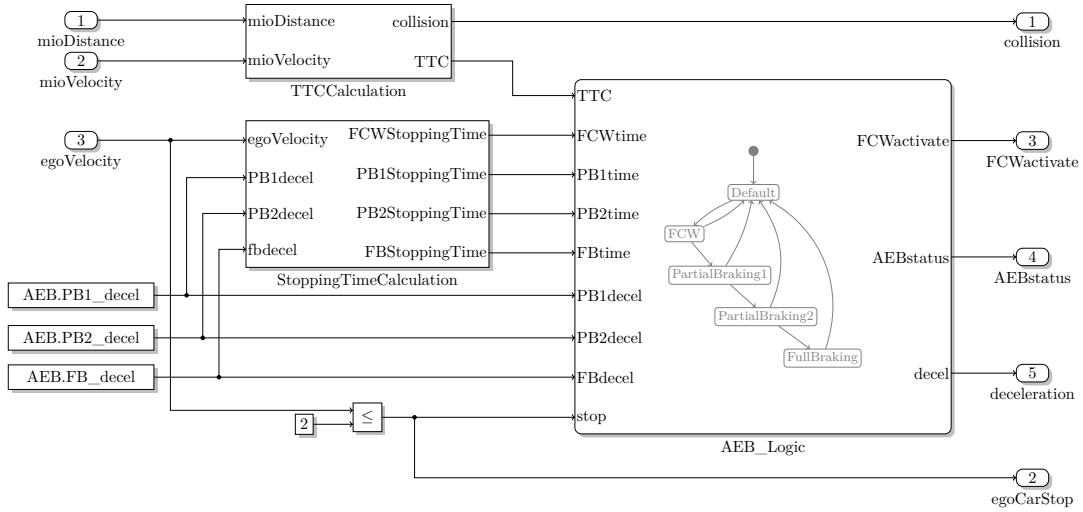 1
mioDistance
2
mioVelocity
mioDistance
mioVelocity
collision
TTC
TTCCalculation
1
collision
3
egoVelocity
egoVelocity
PB1decel
PB2decel
fbdecel
FCWStoppingTime
PB1StoppingTime
PB2StoppingTime
FBStoppingTime
StoppingTimeCalculation
AEB.PB1_decel
AEB.PB2_decel
AEB.FB_decel
2
≤
TTC
FCWtime
PB1time
PB2time
FBtime
PB1decel
PB2decel
FBdecel
stop
Default
FCW
PartialBraking1
PartialBraking2
FullBraking
FCWactivate
AEBstatus
decel
AEB_Logic
3
FCWactivate
4
AEBstatus
5
deceleration
2
egoCarStop